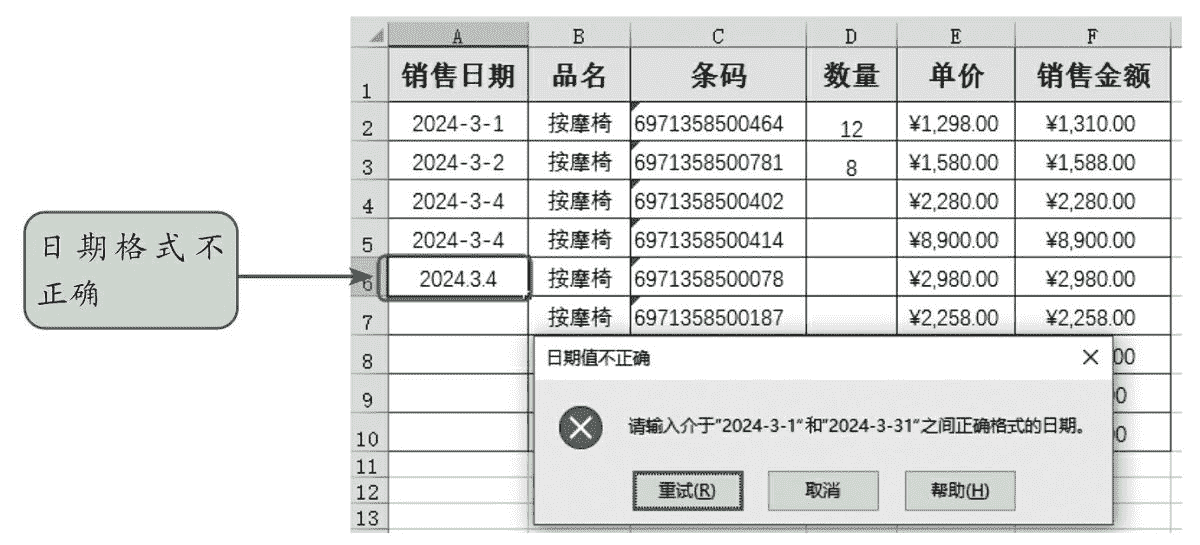 日期格式不
正确
A B C D E F
1 销售日期 品名 条码 数量 单价 销售金额
2 2024-3-1 按摩椅 6971358500464 12 ¥1,298.00 ¥1,310.00
3 2024-3-2 按摩椅 6971358500781 8 ¥1,580.00 ¥1,588.00
4 2024-3-4 按摩椅 6971358500402 ¥2,280.00 ¥2,280.00
5 2024-3-4 按摩椅 6971358500414 ¥8,900.00 ¥8,900.00
6 2024.3.4 按摩椅 6971358500078 ¥2,980.00 ¥2,980.00
7 按摩椅 6971358500187 ¥2,258.00 ¥2,258.00
8 00
9 0
10 0
11
12
13
日期值不正确
请输入介于"2024-3-1"和"2024-3-31"之间正确格式的日期。
重试(R) 取消 帮助(H)